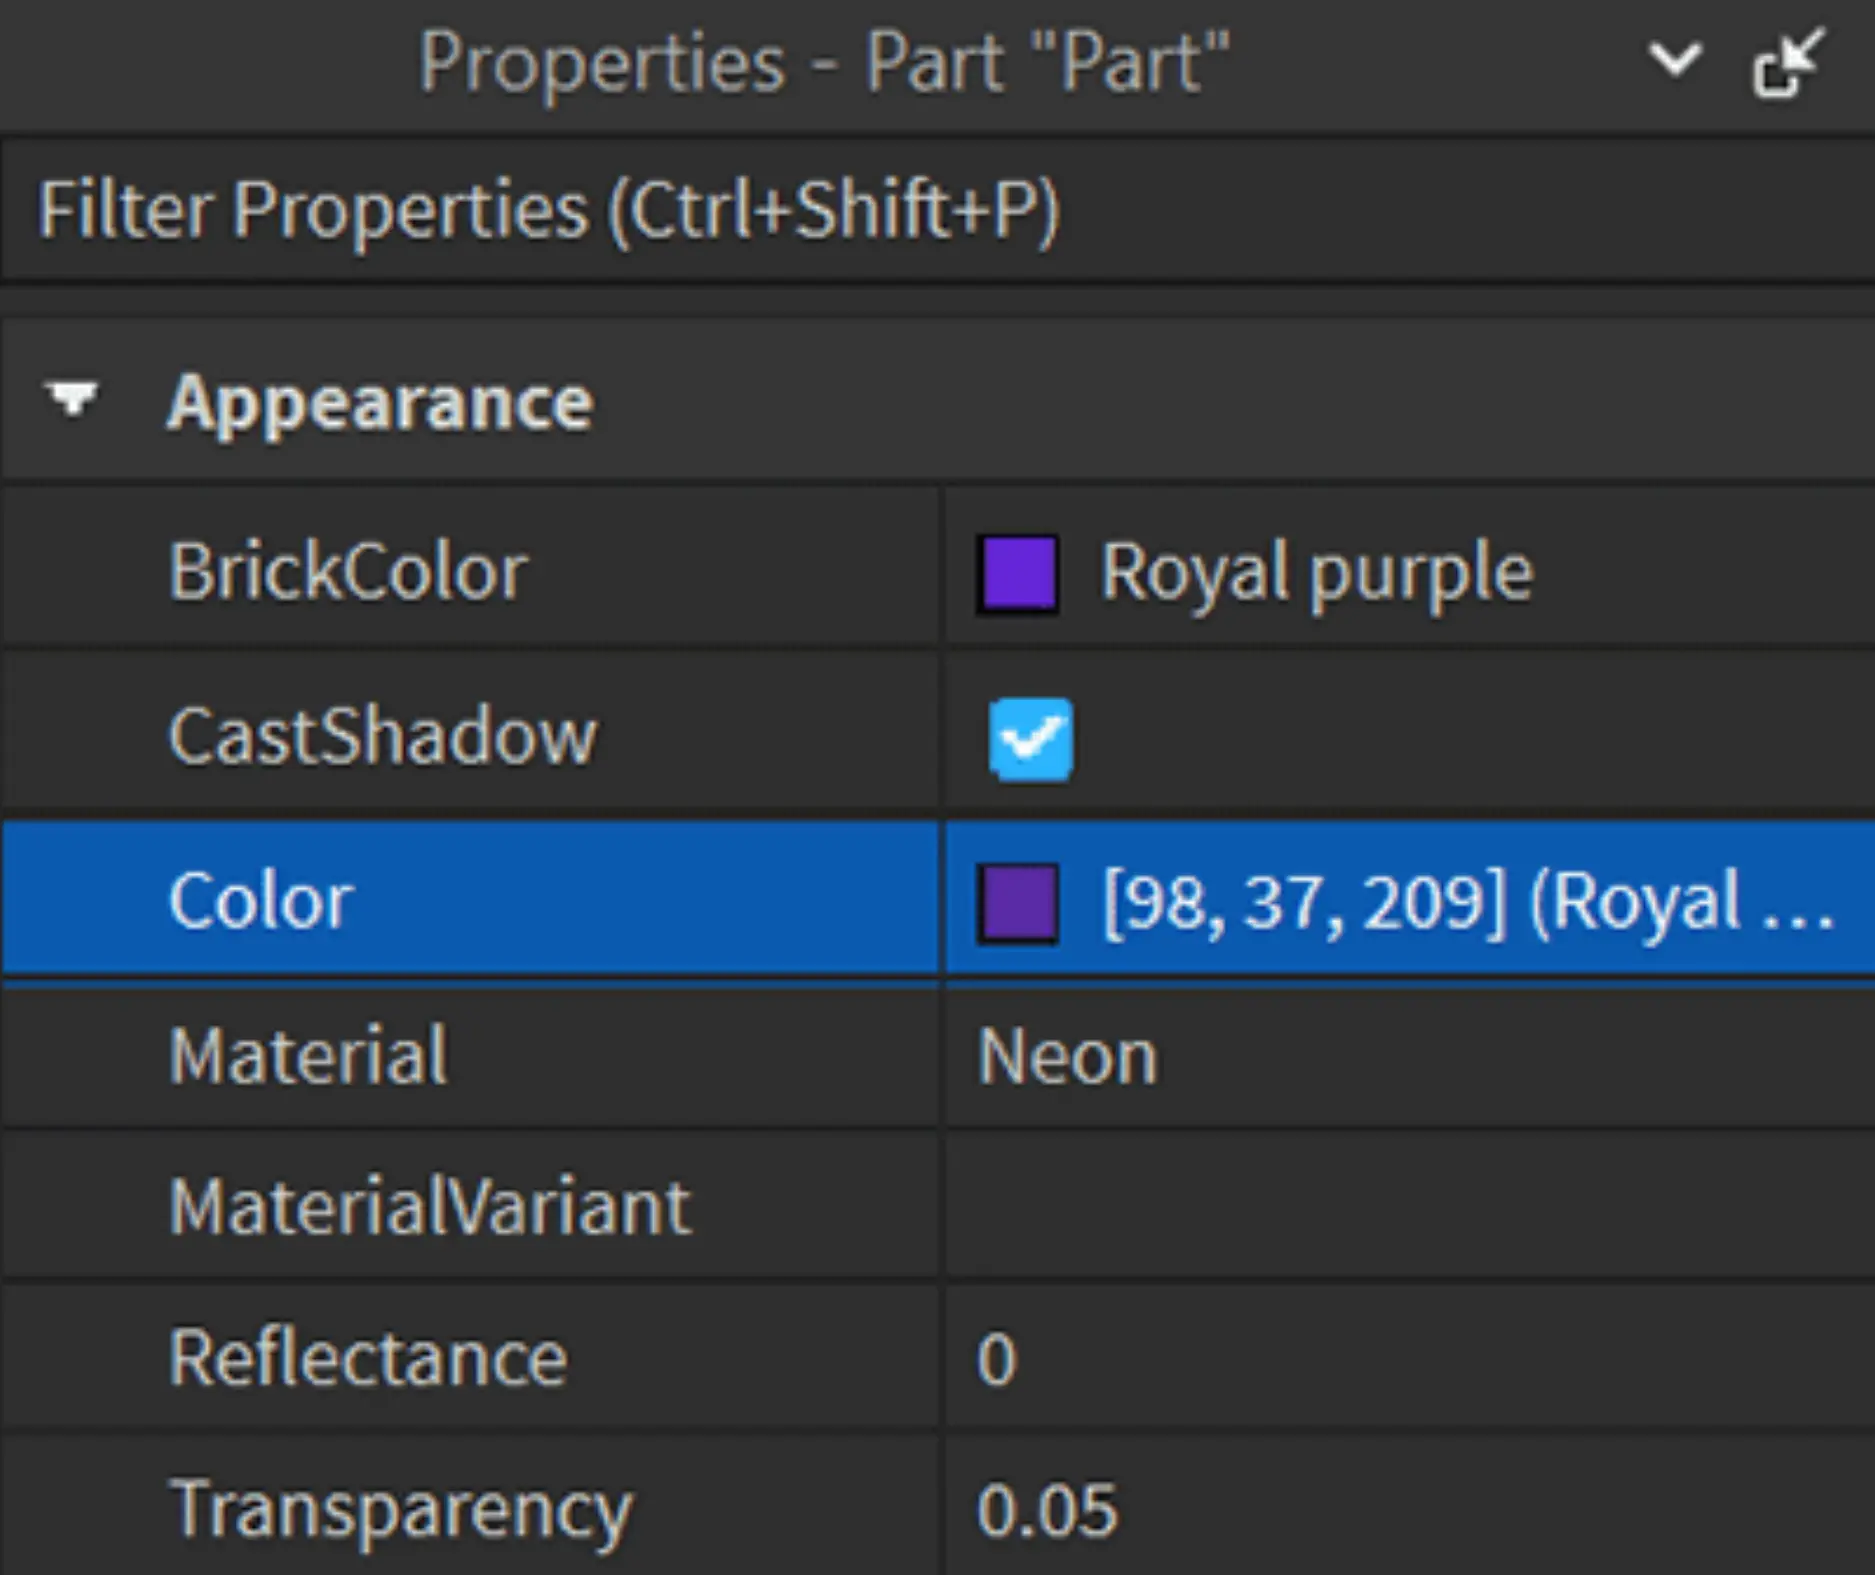 Properties - Part "Part"
Filter Properties (Ctrl+Shift+P)
Appearance
BrickColor Royal purple
CastShadow
Color [98, 37, 209] (Royal ...
Material Neon
MaterialVariant
Reflectance 0
Transparency 0.05